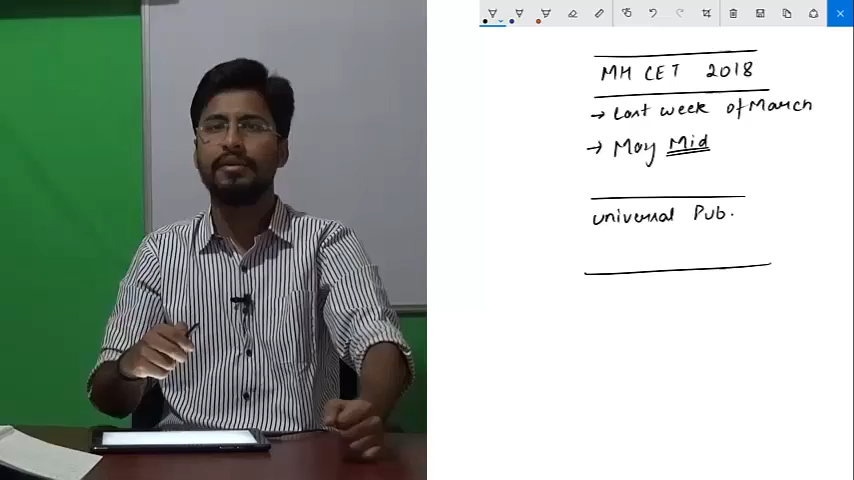 MH CET 2018
→ Last week of March
→ May Mid
Universal Pub.